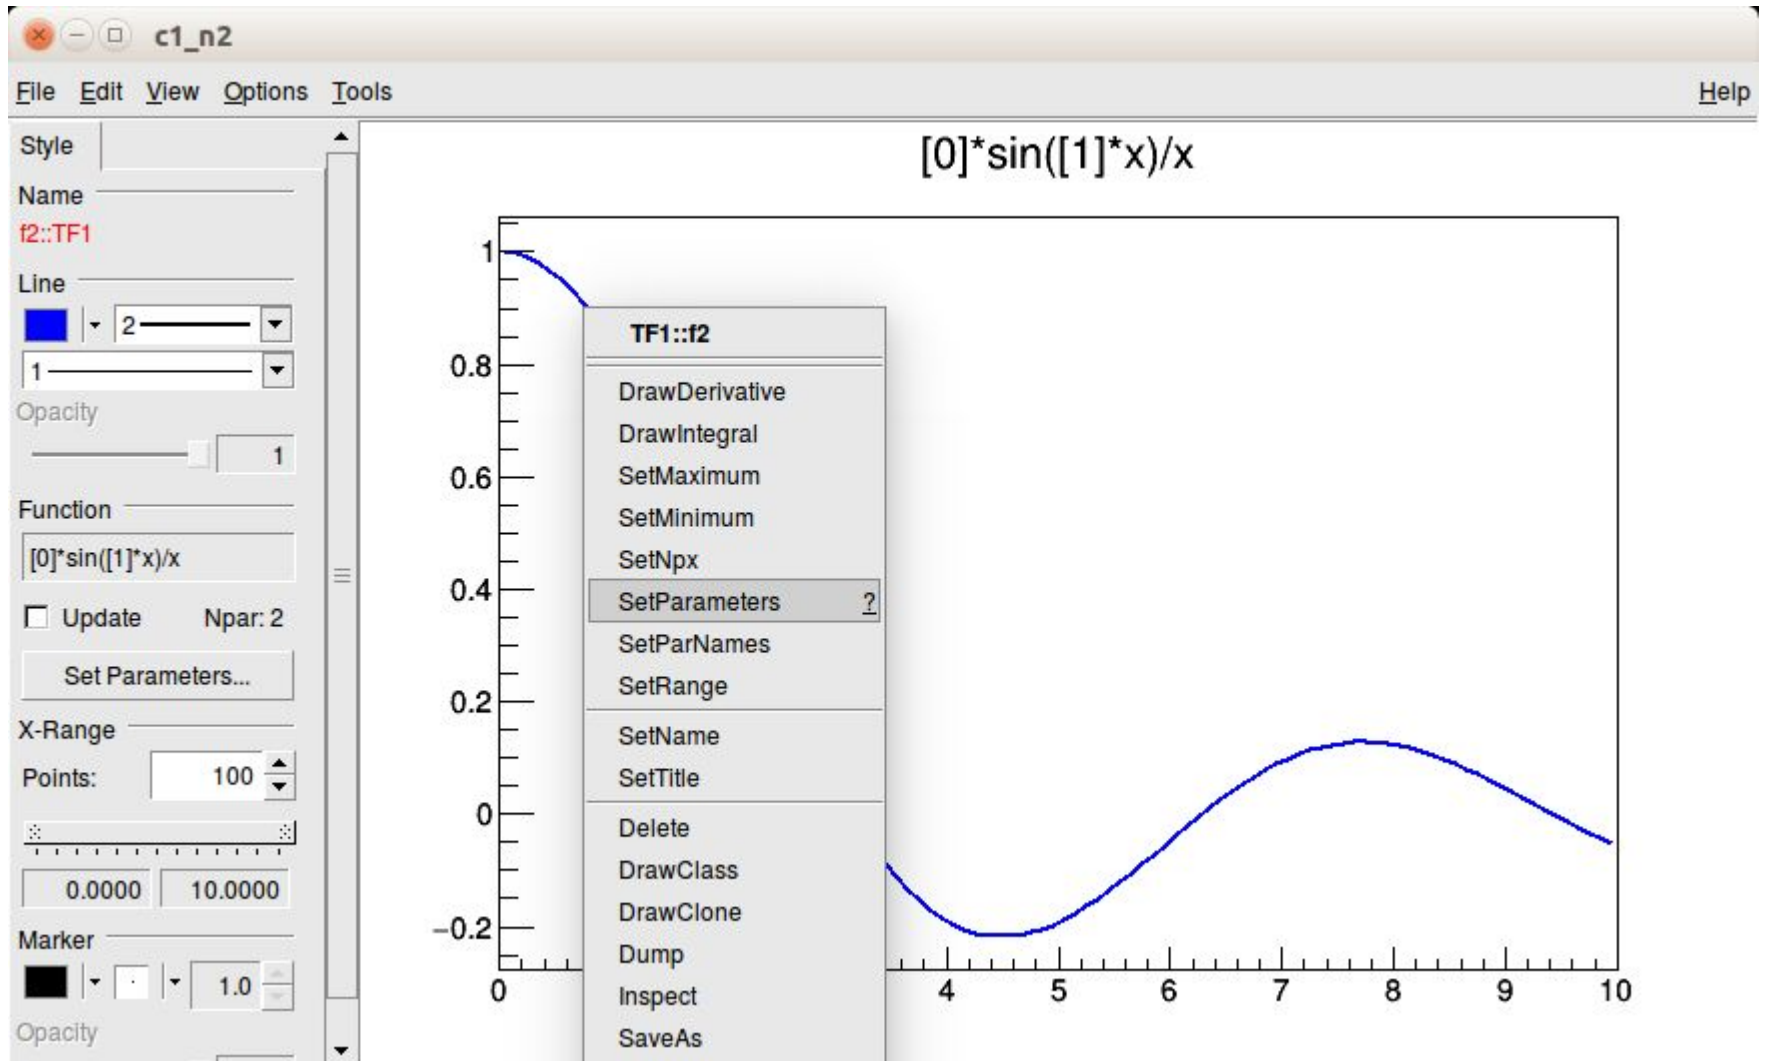 c1_n2
File Edit View Options Tools Help
Style
Name
f2::TF1
Line
2
1
Opacity
1
Function
[0]*sin([1]*x)/x
Update Npar: 2
Set Parameters...
X-Range
Points: 100
0.0000 10.0000
Marker
1.0
Opacity
[0]*sin([1]*x)/x
1
0.8
0.6
0.4
0.2
0
−0.2
0 4 5 6 7 8 9 10
TF1::f2
DrawDerivative
DrawIntegral
SetMaximum
SetMinimum
SetNpx
SetParameters ?
SetParNames
SetRange
SetName
SetTitle
Delete
DrawClass
DrawClone
Dump
Inspect
SaveAs